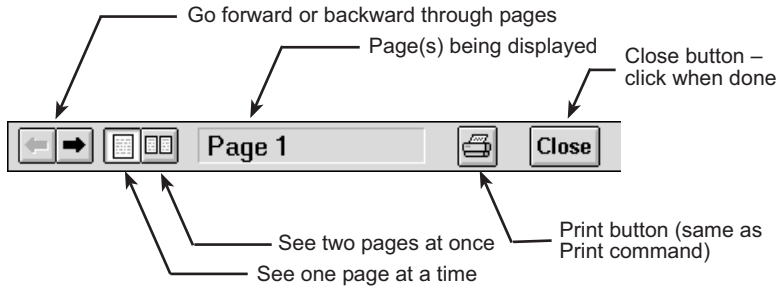 Go forward or backward through pages
Page(s) being displayed
Close button –
click when done
Page 1
Close
See two pages at once
See one page at a time
Print button (same as
Print command)